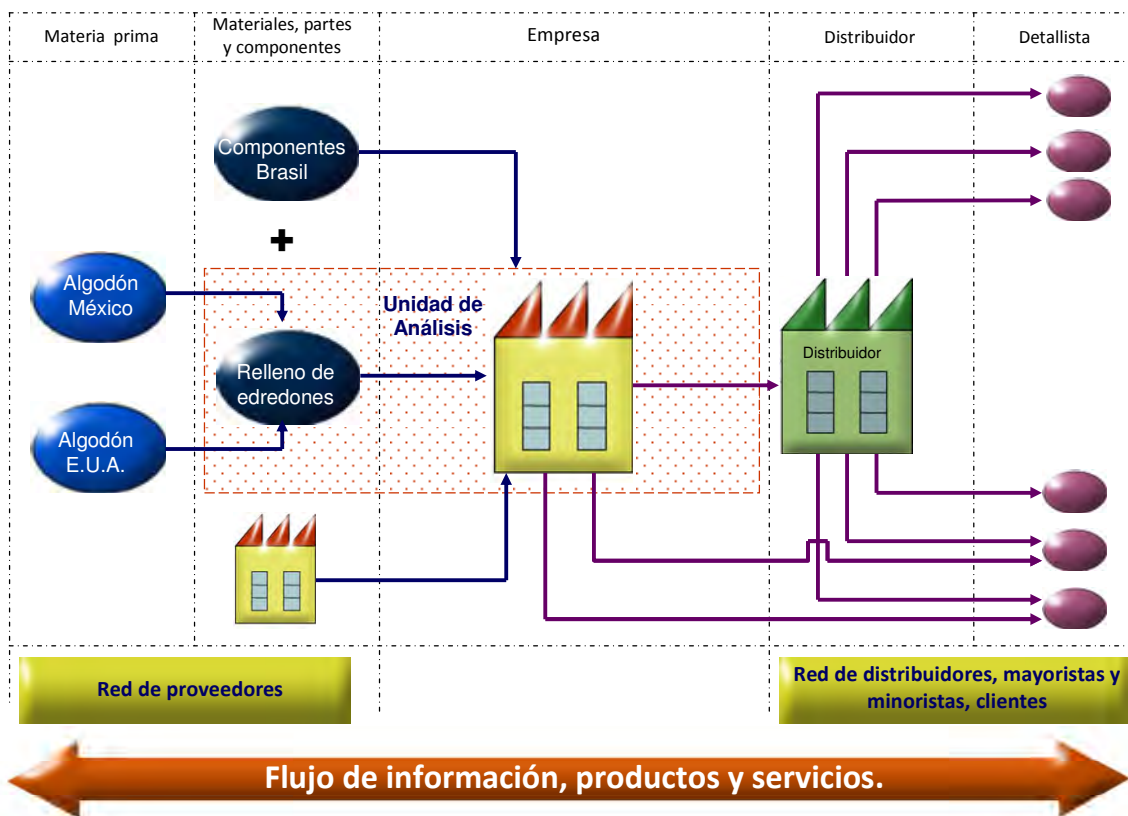 Materia prima
Materiales, partes
y componentes
Empresa
Distribuidor
Detallista
Componentes
Brasil
+
Algodón
México
Unidad de
Análisis
Relleno de
edredones
Distribuidor
Algodón
E.U.A.
Red de proveedores
Red de distribuidores, mayoristas y
minoristas, clientes
Flujo de información, productos y servicios.